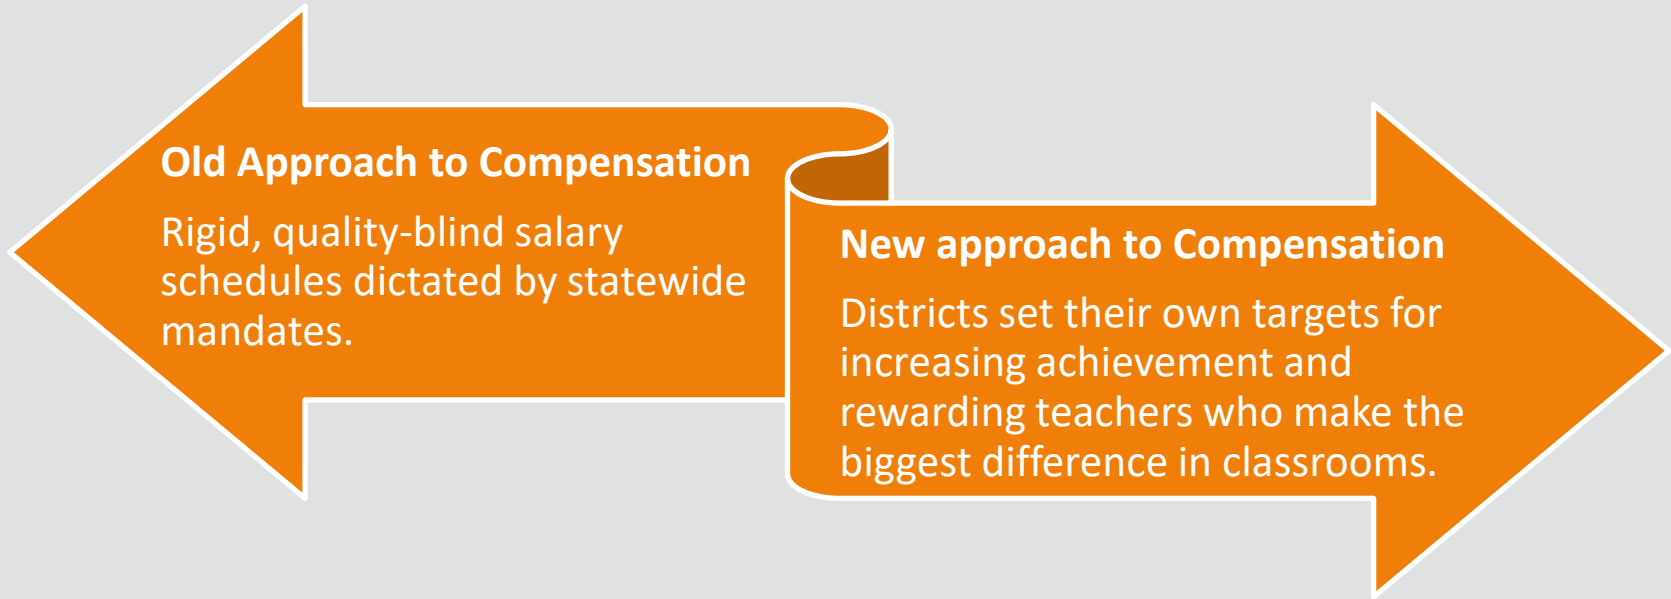 Old Approach to Compensation
Rigid, quality-blind salary
schedules dictated by statewide
mandates.
New approach to Compensation
Districts set their own targets for
increasing achievement and
rewarding teachers who make the
biggest difference in classrooms.